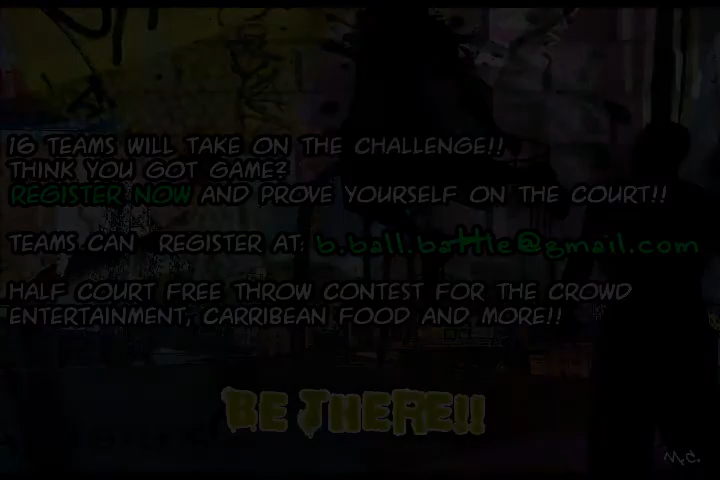 16 TEAMS WILL TAKE ON THE CHALLENGE!!
THINK YOU GOT GAME?
REGISTER NOW AND PROVE YOURSELF ON THE COURT!!
TEAMS CAN REGISTER AT: b.ball.battle@gmail.com
HALF COURT FREE THROW CONTEST FOR THE CROWD
ENTERTAINMENT, CARRIBEAN FOOD AND MORE!!
BE THERE!!
M.C.